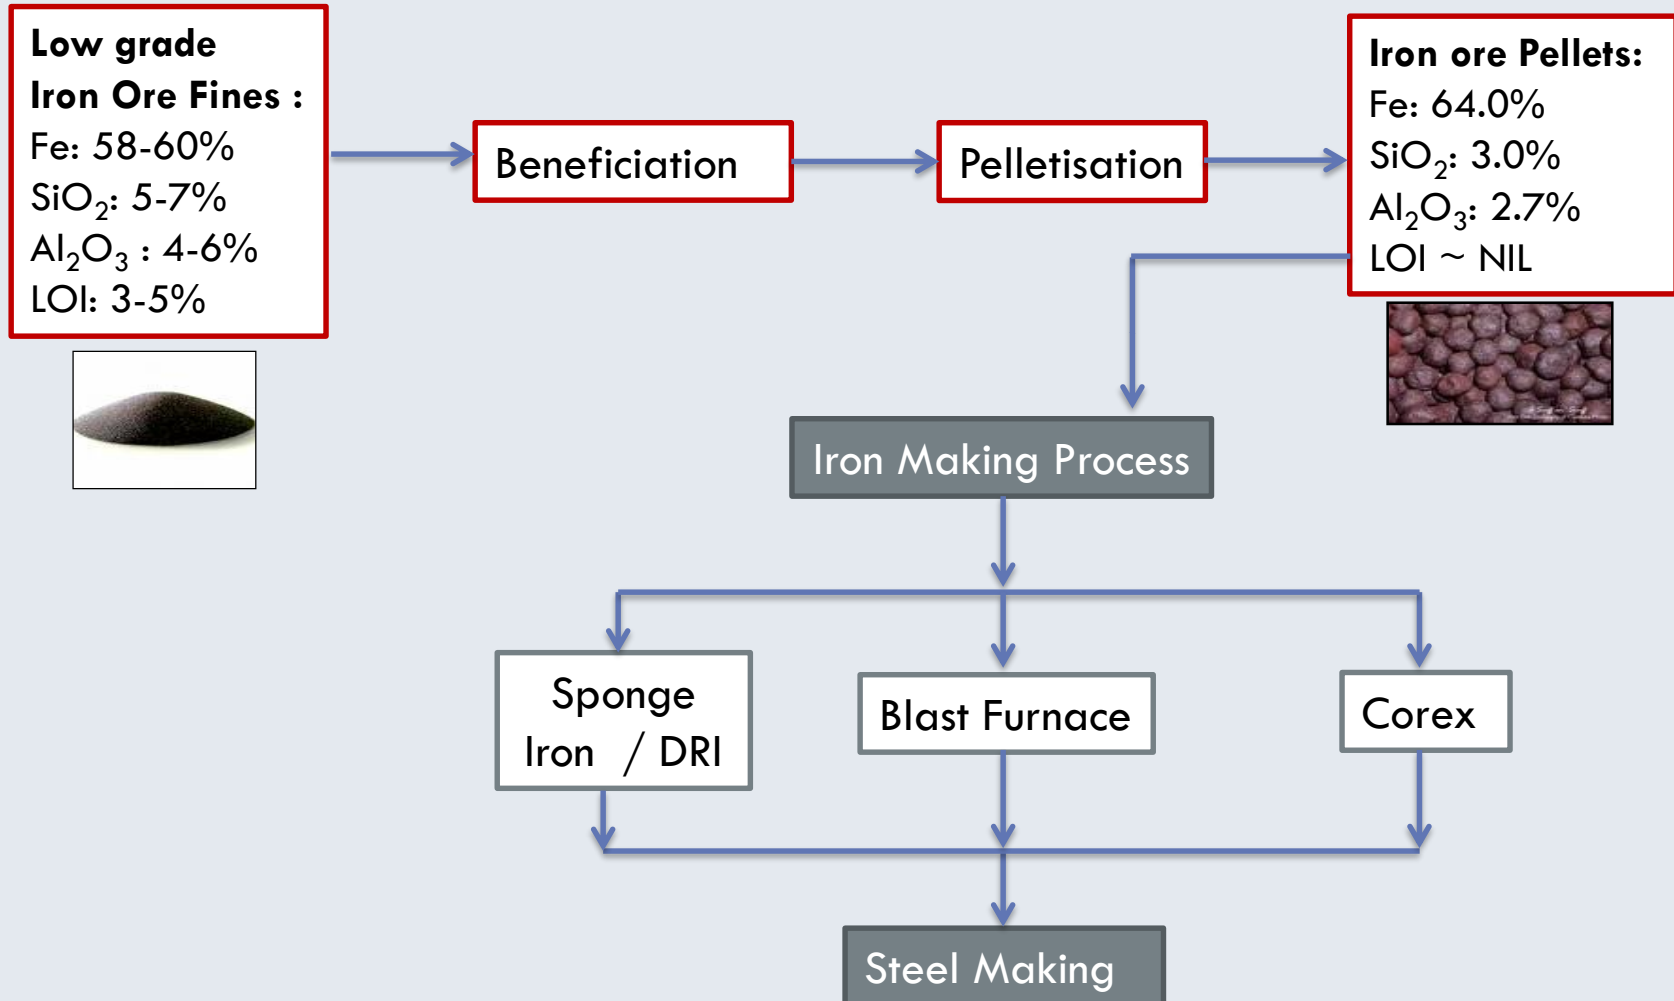 Low grade
Iron Ore Fines :
Fe: 58-60%
SiO₂: 5-7%
Al₂O₃ : 4-6%
LOI: 3-5%
Beneficiation
Pelletisation
Iron ore Pellets:
Fe: 64.0%
SiO₂: 3.0%
Al₂O₃: 2.7%
LOI ~ NIL
Iron Making Process
Sponge
Iron / DRI
Blast Furnace
Corex
Steel Making